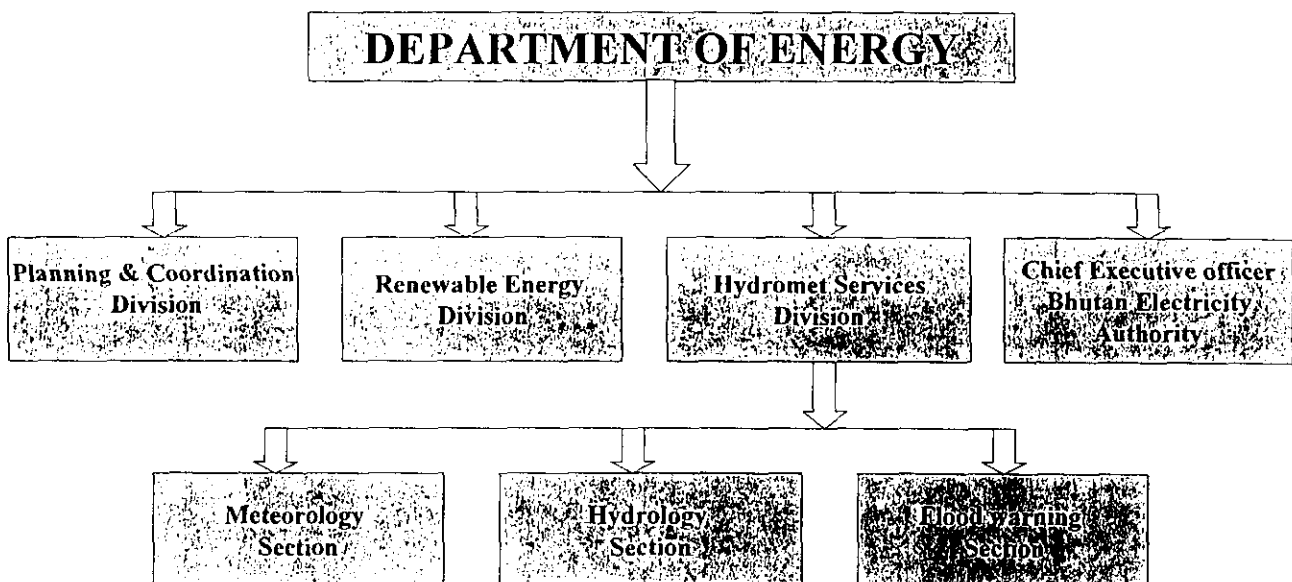 DEPARTMENT OF ENERGY
Planning & Coordination
Division
Renewable Energy
Division
Hydromet Services
Division
Chief Executive officer
Bhutan Electricity
Authority
Meteorology
Section
Hydrology
Section
Flood warning
Section